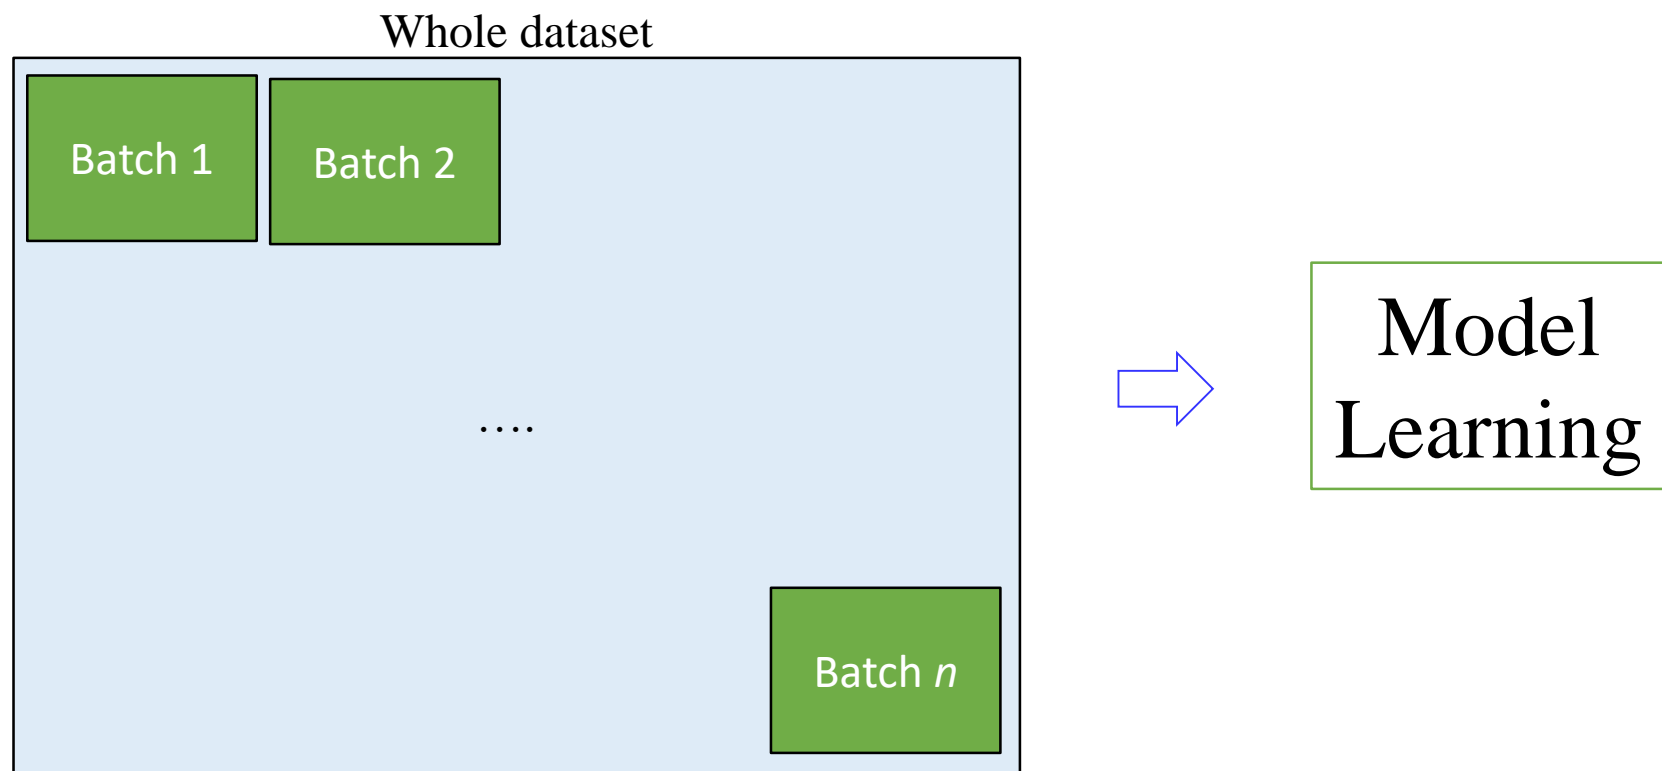 Whole dataset
Batch 1
Batch 2
....
Batch n
Model
Learning